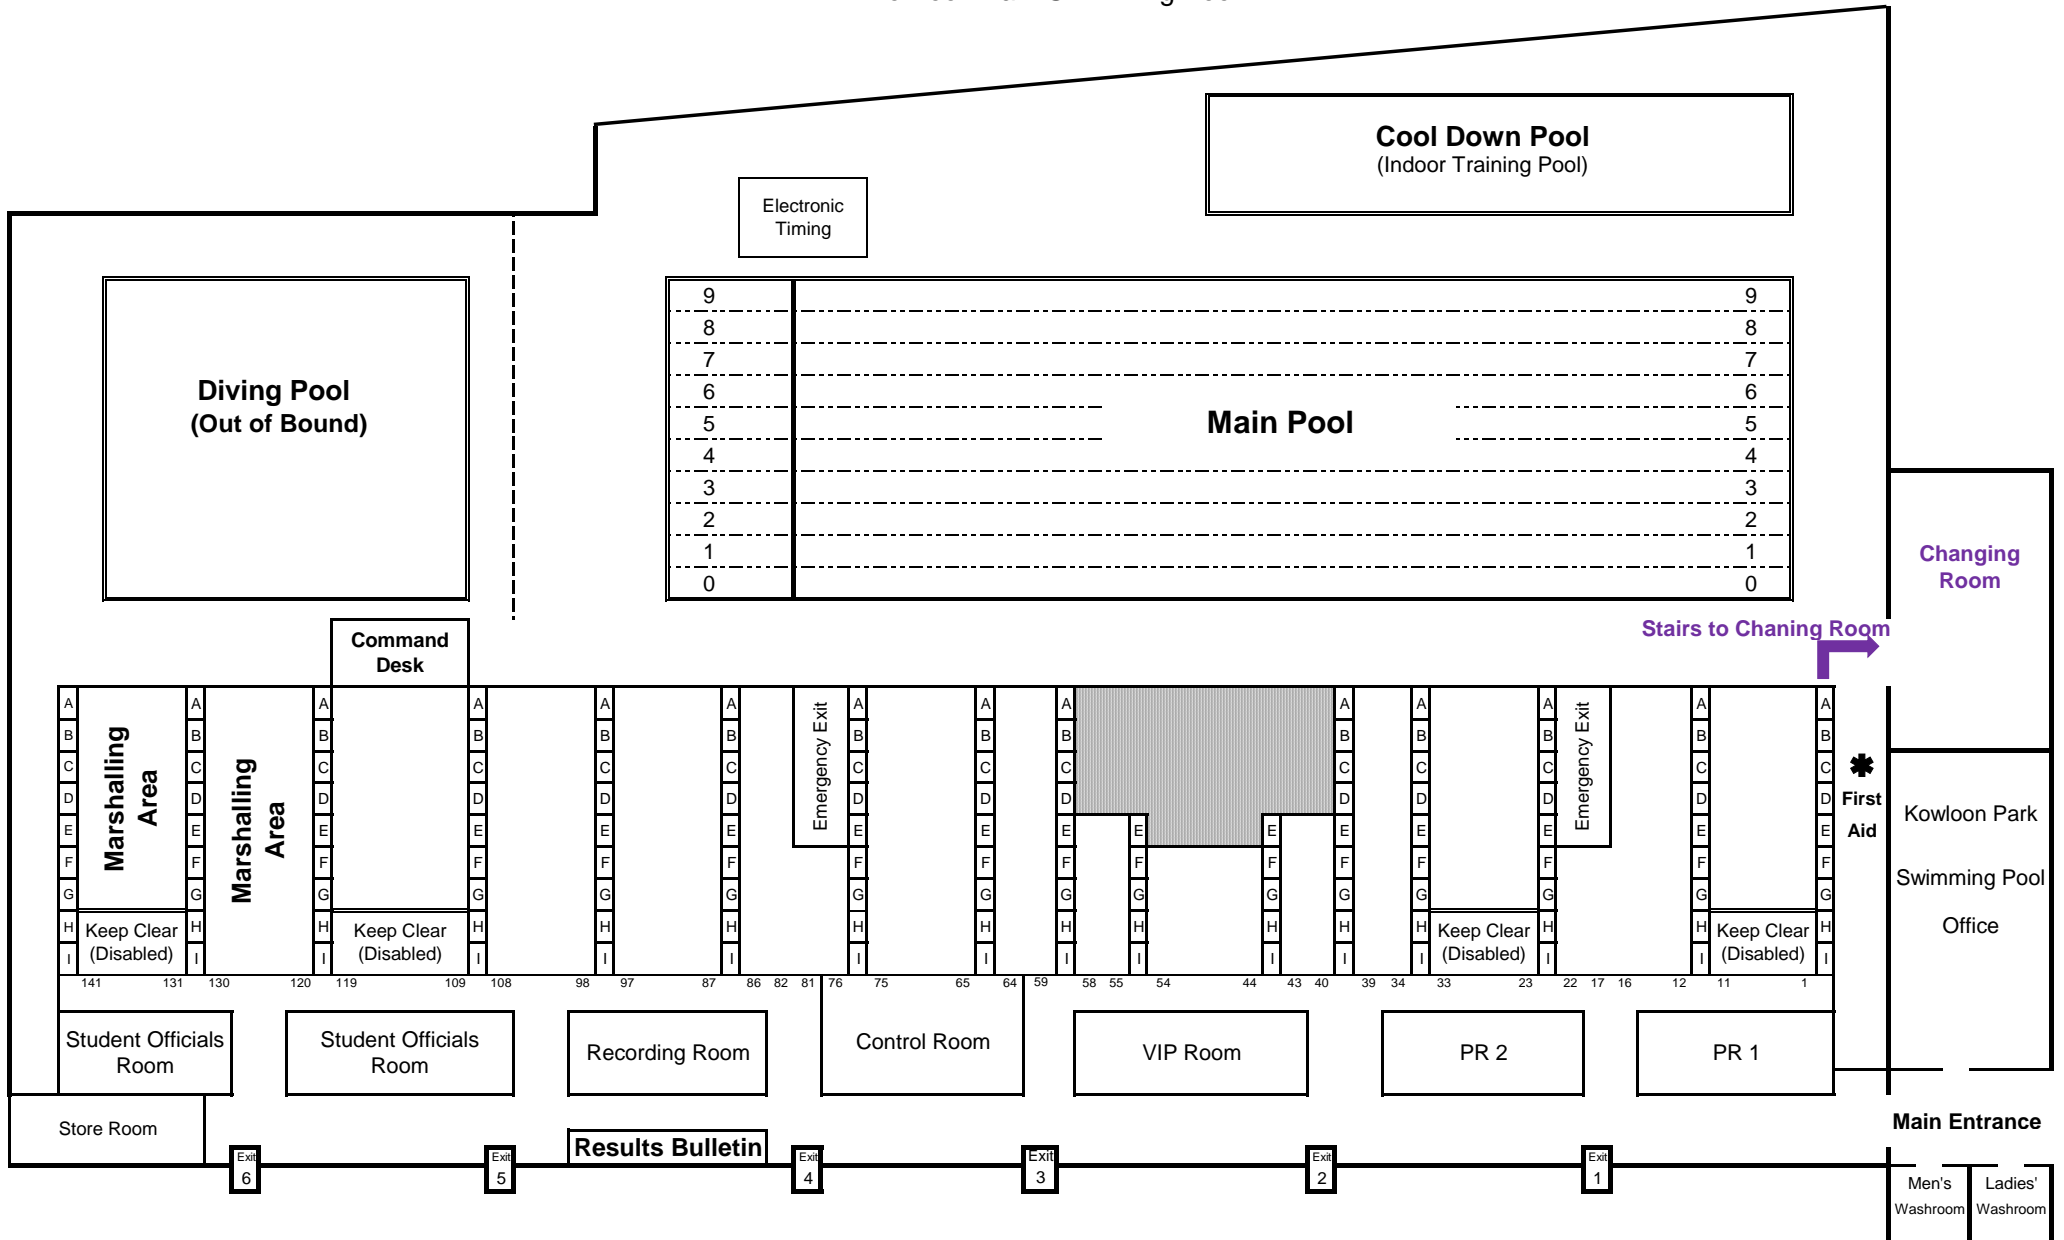 Cool Down Pool
(Indoor Training Pool)
Electronic
Timing
9 9
8 8
7 7
6 6
5 5
4 4
3 3
2 2
1 1
0 0
Main Pool
Diving Pool
(Out of Bound)
Changing
Room
Stairs to Chaning Room
Command
Desk
A A A A A A A A A A A A A A
B B B B B B B B B B B B B B
C C C C C C C C C C C C C C
D D D D D D D D D D D D D D
E E E E E E E E E E E E E E E E
F F F F F F F F F F F F F F F F
G G G G G G G G G G G G G G G G
H H H H H H H H H H H H H H H H
I I I I I I I I I I I I I I I I
Marshalling
Area
Marshalling
Area
Emergency Exit
Emergency Exit
✱
First
Aid
Kowloon Park
Swimming Pool
Office
Keep Clear
(Disabled)
Keep Clear
(Disabled)
Keep Clear
(Disabled)
Keep Clear
(Disabled)
141 131 130 120 119 109 108 98 97 87 86 82 81 76 75 65 64 59 58 55 54 44 43 40 39 34 33 23 22 17 16 12 11 1
Student Officials
Room
Student Officials
Room
Recording Room
Control Room
VIP Room
PR 2
PR 1
Store Room
Results Bulletin
Main Entrance
Exit
6
Exit
5
Exit
4
Exit
3
Exit
2
Exit
1
Men's
Washroom
Ladies'
Washroom